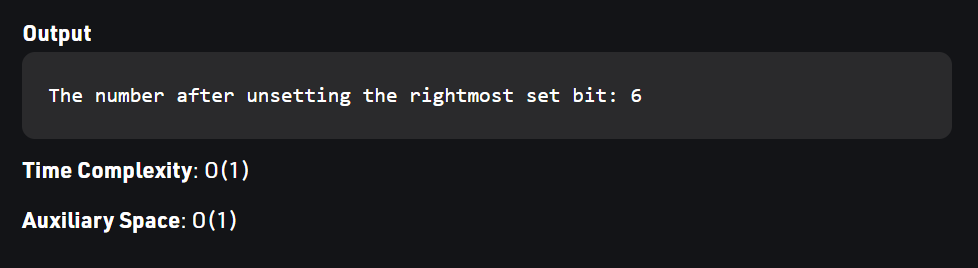 Output
The number after unsetting the rightmost set bit: 6
Time Complexity: O(1)
Auxiliary Space: O(1)